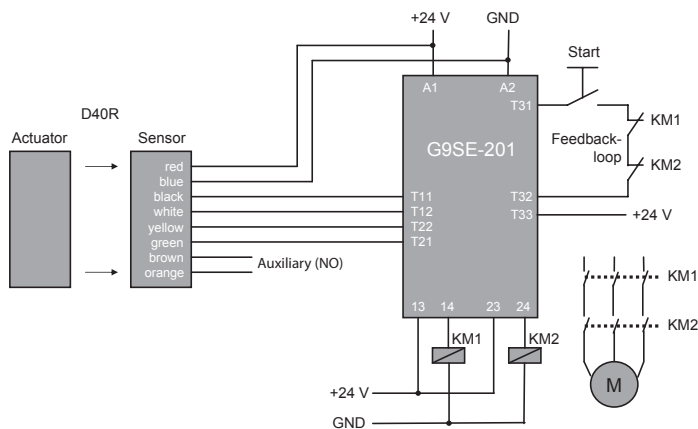 +24 V
GND
Start
A1
A2
T31
D40R
Actuator
Sensor
G9SE-201
Feedback-
loop
KM1
KM2
red
blue
black
white
yellow
green
brown
orange
T11
T12
T22
T21
T32
T33
+24 V
Auxiliary (NO)
13
14
23
24
KM1
KM2
KM1
KM2
M
+24 V
GND